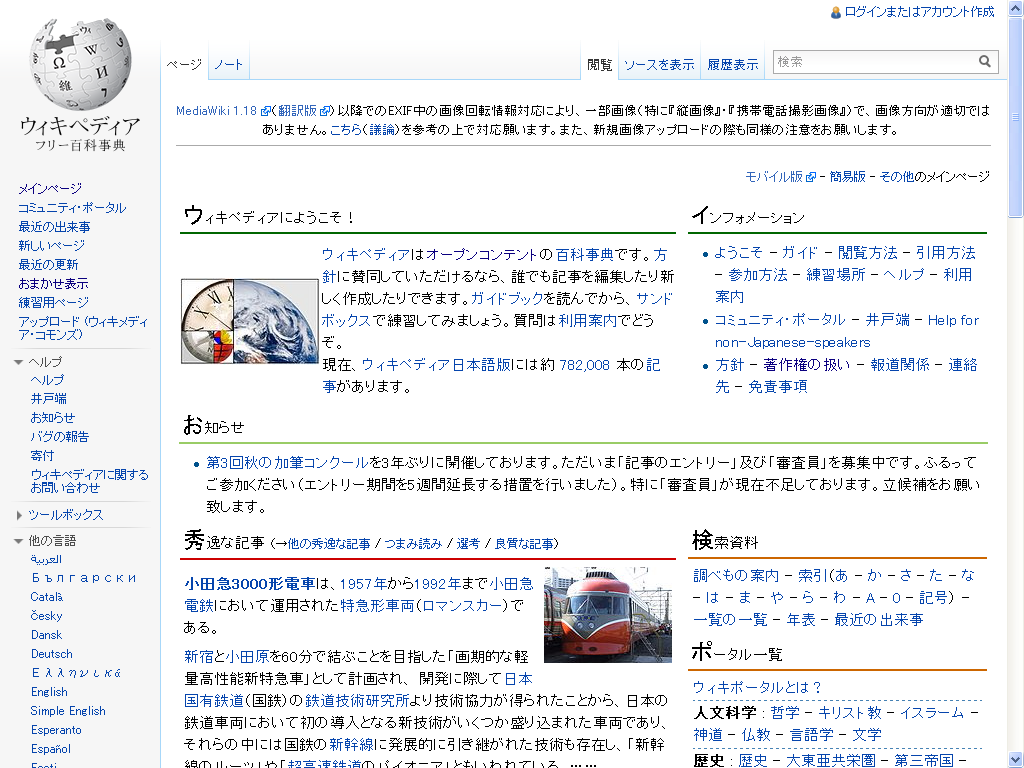 ログインまたはアカウント作成
ページ ノート 閲覧 ソースを表示 履歴表示 検索
ウィキペディア
フリー百科事典
MediaWiki 1.18 (翻訳版) 以降でのEXIF中の画像回転情報対応により、一部画像(特に『縦画像』・『携帯電話撮影画像』)で、画像方向が適切では
ありません。こちら(議論)を参考の上で対応願います。また、新規画像アップロードの際も同様の注意をお願いします。
モバイル版 - 簡易版 - その他のメインページ
メインページ
コミュニティ・ポータル
最近の出来事
新しいページ
最近の更新
おまかせ表示
練習用ページ
アップロード (ウィキメディ
ア・コモンズ)
ヘルプ
ヘルプ
井戸端
お知らせ
バグの報告
寄付
ウィキペディアに関する
お問い合わせ
ツールボックス
他の言語
العربية
Български
Català
Česky
Dansk
Deutsch
Ελληνικά
English
Simple English
Esperanto
Español
Eesti
ウィキペディアにようこそ！
ウィキペディアはオープンコンテントの百科事典です。方
針に賛同していただけるなら、誰でも記事を編集したり新
しく作成したりできます。ガイドブックを読んでから、サンド
ボックスで練習してみましょう。質問は利用案内でどう
ぞ。
現在、ウィキペディア日本語版には約 782,008 本の記
事があります。
インフォメーション
ようこそ - ガイド - 閲覧方法 - 引用方法
- 参加方法 - 練習場所 - ヘルプ - 利用
案内
コミュニティ・ポータル - 井戸端 - Help for
non-Japanese-speakers
方針 - 著作権の扱い - 報道関係 - 連絡
先 - 免責事項
お知らせ
第3回秋の加筆コンクールを3年ぶりに開催しております。ただいま「記事のエントリー」及び「審査員」を募集中です。ふるって
ご参加ください（エントリー期間を5週間延長する措置を行いました）。特に「審査員」が現在不足しております。立候補をお願い
致します。
秀逸な記事 (→他の秀逸な記事 / つまみ読み / 選考 / 良質な記事)
小田急3000形電車は、1957年から1992年まで小田急
電鉄において運用された特急形車両(ロマンスカー)で
ある。
新宿と小田原を60分で結ぶことを目指した「画期的な軽
量高性能新特急車」として計画され、開発に際して日本
国有鉄道(国鉄)の鉄道技術研究所より技術協力が得られたことから、日本の
鉄道車両において初の導入となる新技術がいくつか盛り込まれた車両であり、
それらの中には国鉄の新幹線に発展的に引き継がれた技術も存在し、「新幹
線のルーツ」や「超高速鉄道のパイオニア」ともいわれている。……
検索資料
調べもの案内 - 索引(あ - か - さ - た - な
- は - ま - や - ら - わ - A - 0 - 記号) -
一覧の一覧 - 年表 - 最近の出来事
ポータル一覧
ウィキポータルとは？
人文科学 : 哲学 - キリスト教 - イスラーム -
神道 - 仏教 - 言語学 - 文学
歴史 : 歴史 - 大東亜共栄圏 - 第三帝国 -